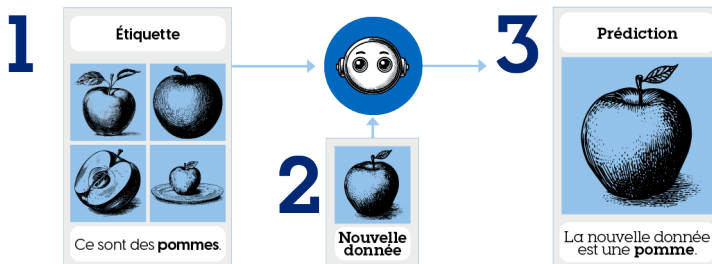 1
Étiquette
Ce sont des pommes.
2
Nouvelle
donnée
3
Prédiction
La nouvelle donnée
est une pomme.